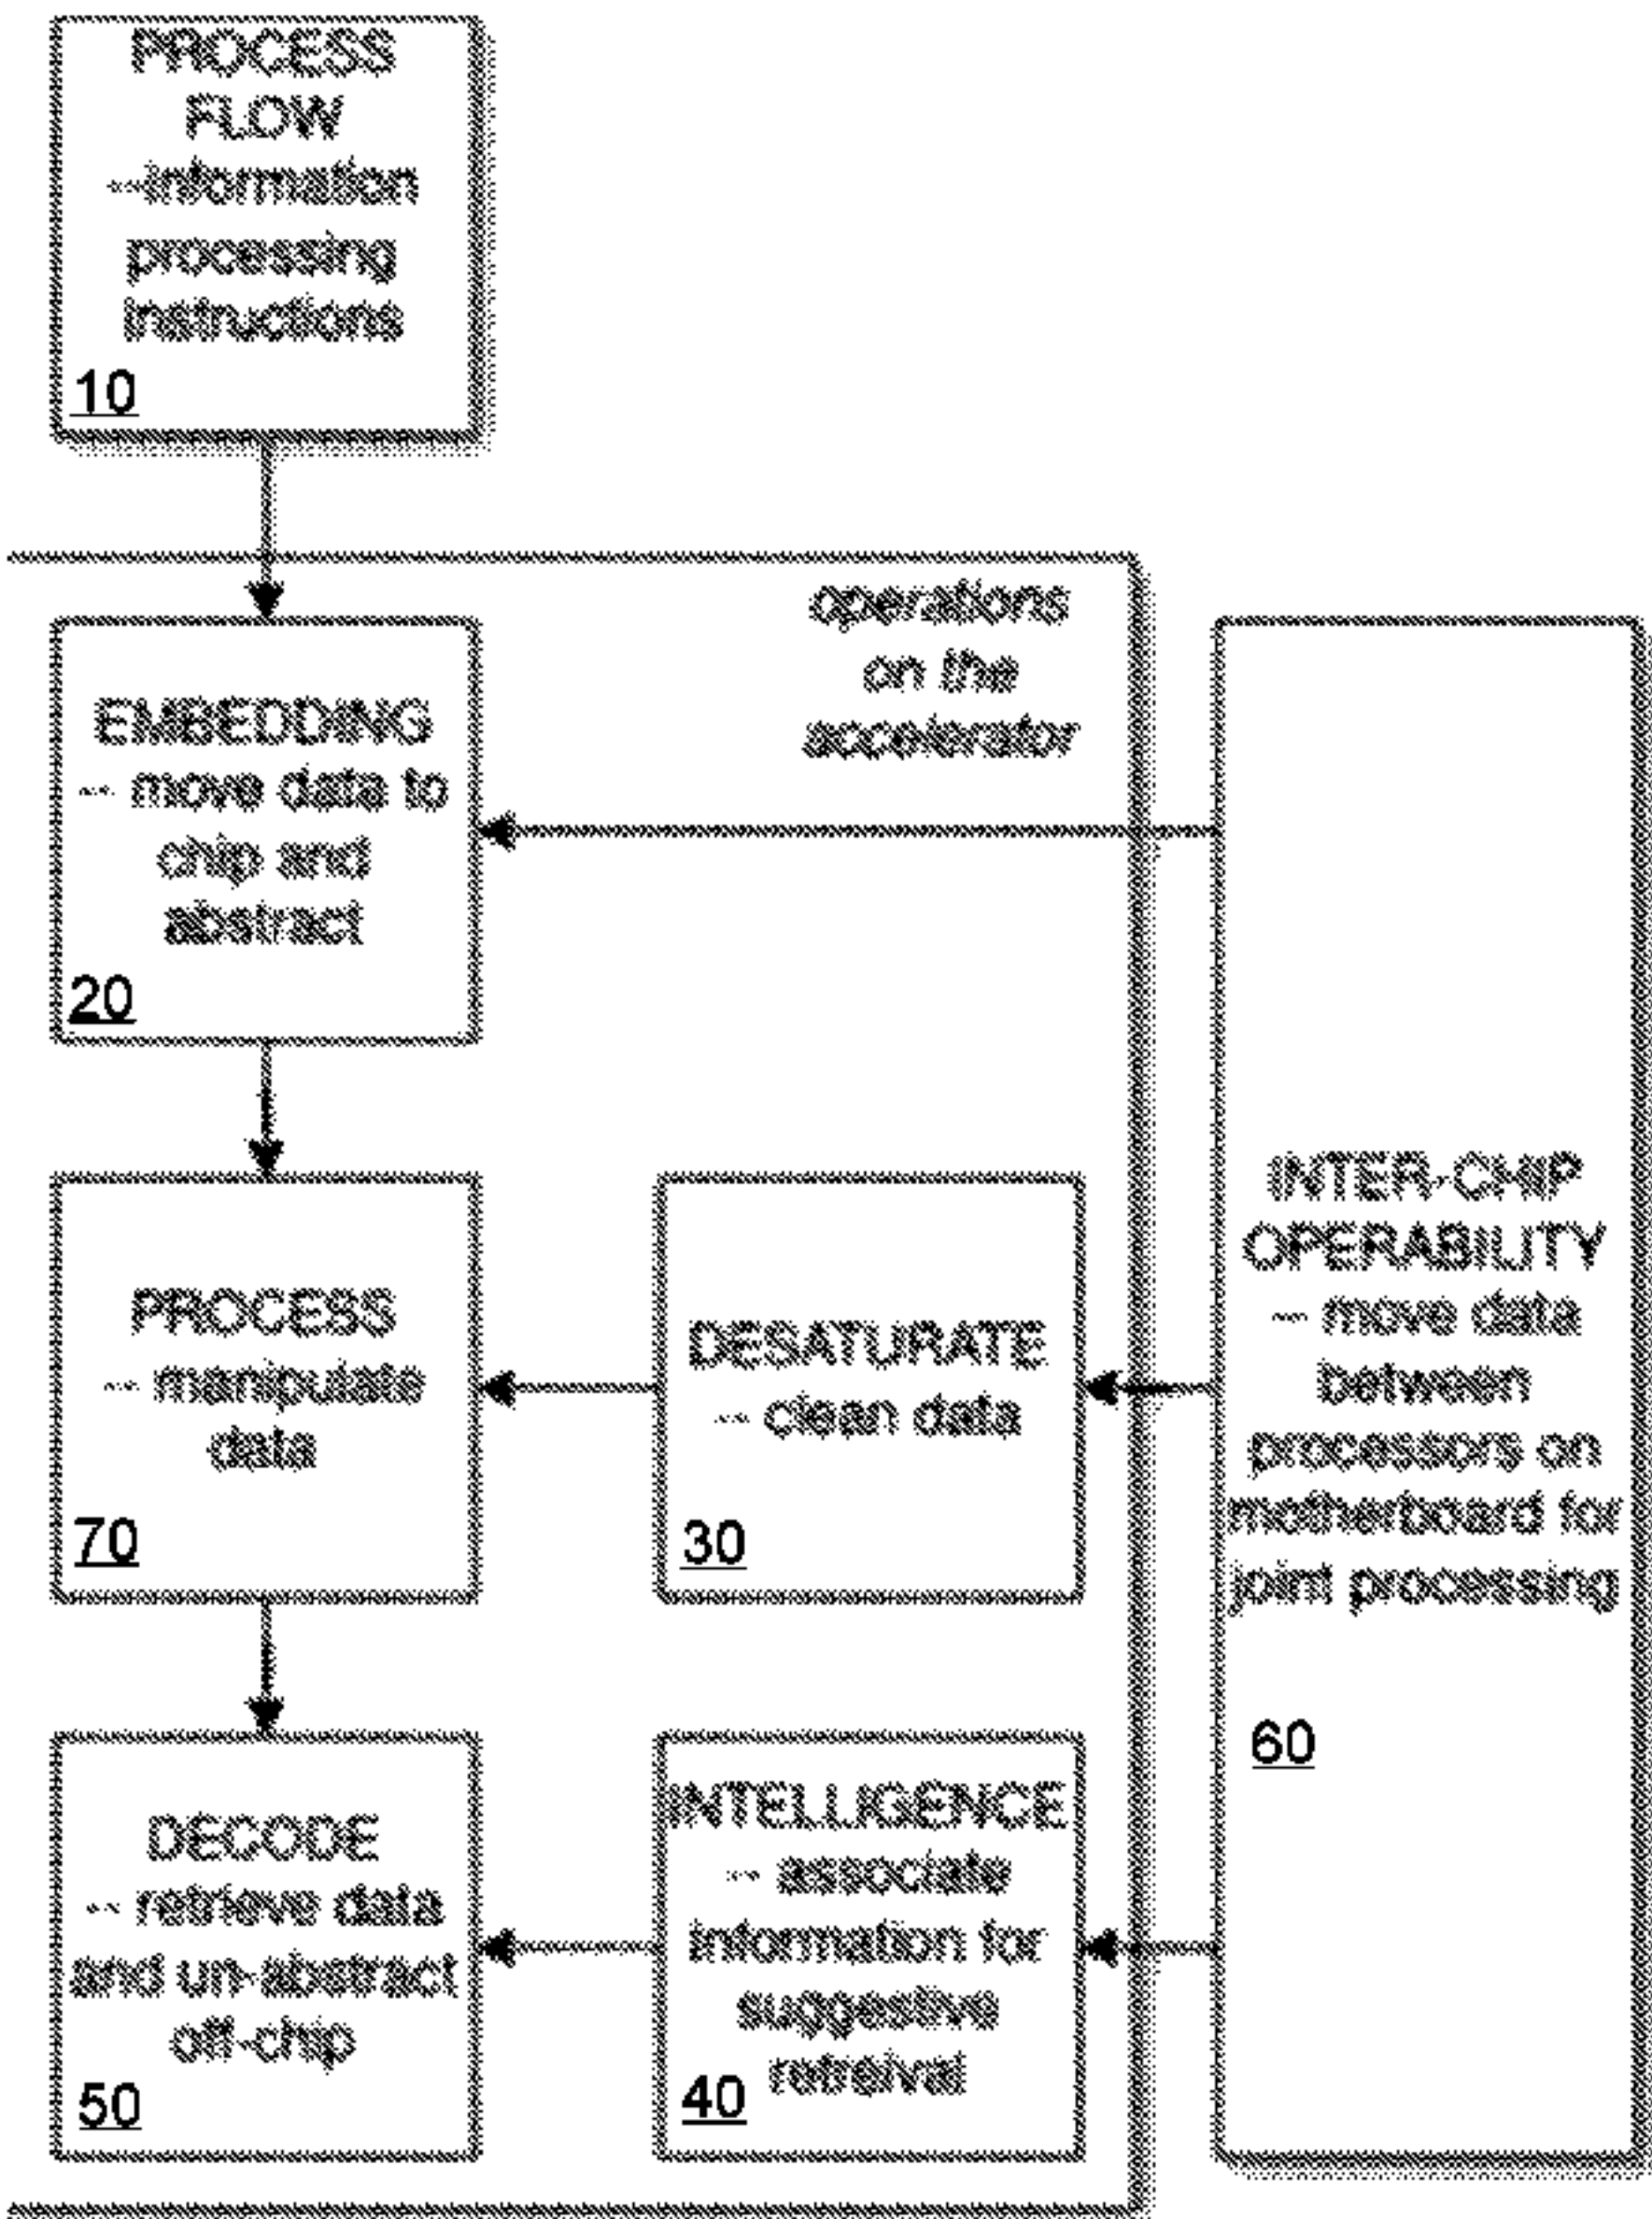 PROCESS
FLOW
--information
processing
instructions
10
operations
on the
accelerator
EMBEDDING
-- move data to
chip and
abstract
20
PROCESS
-- manipulate
data
70
DESATURATE
-- clean data
30
INTER-CHIP
OPERABILITY
-- move data
between
processors on
motherboard for
joint processing
60
DECODE
-- retrieve data
and un-abstract
off-chip
50
INTELLIGENCE
-- associate
information for
suggestive
retreival
40